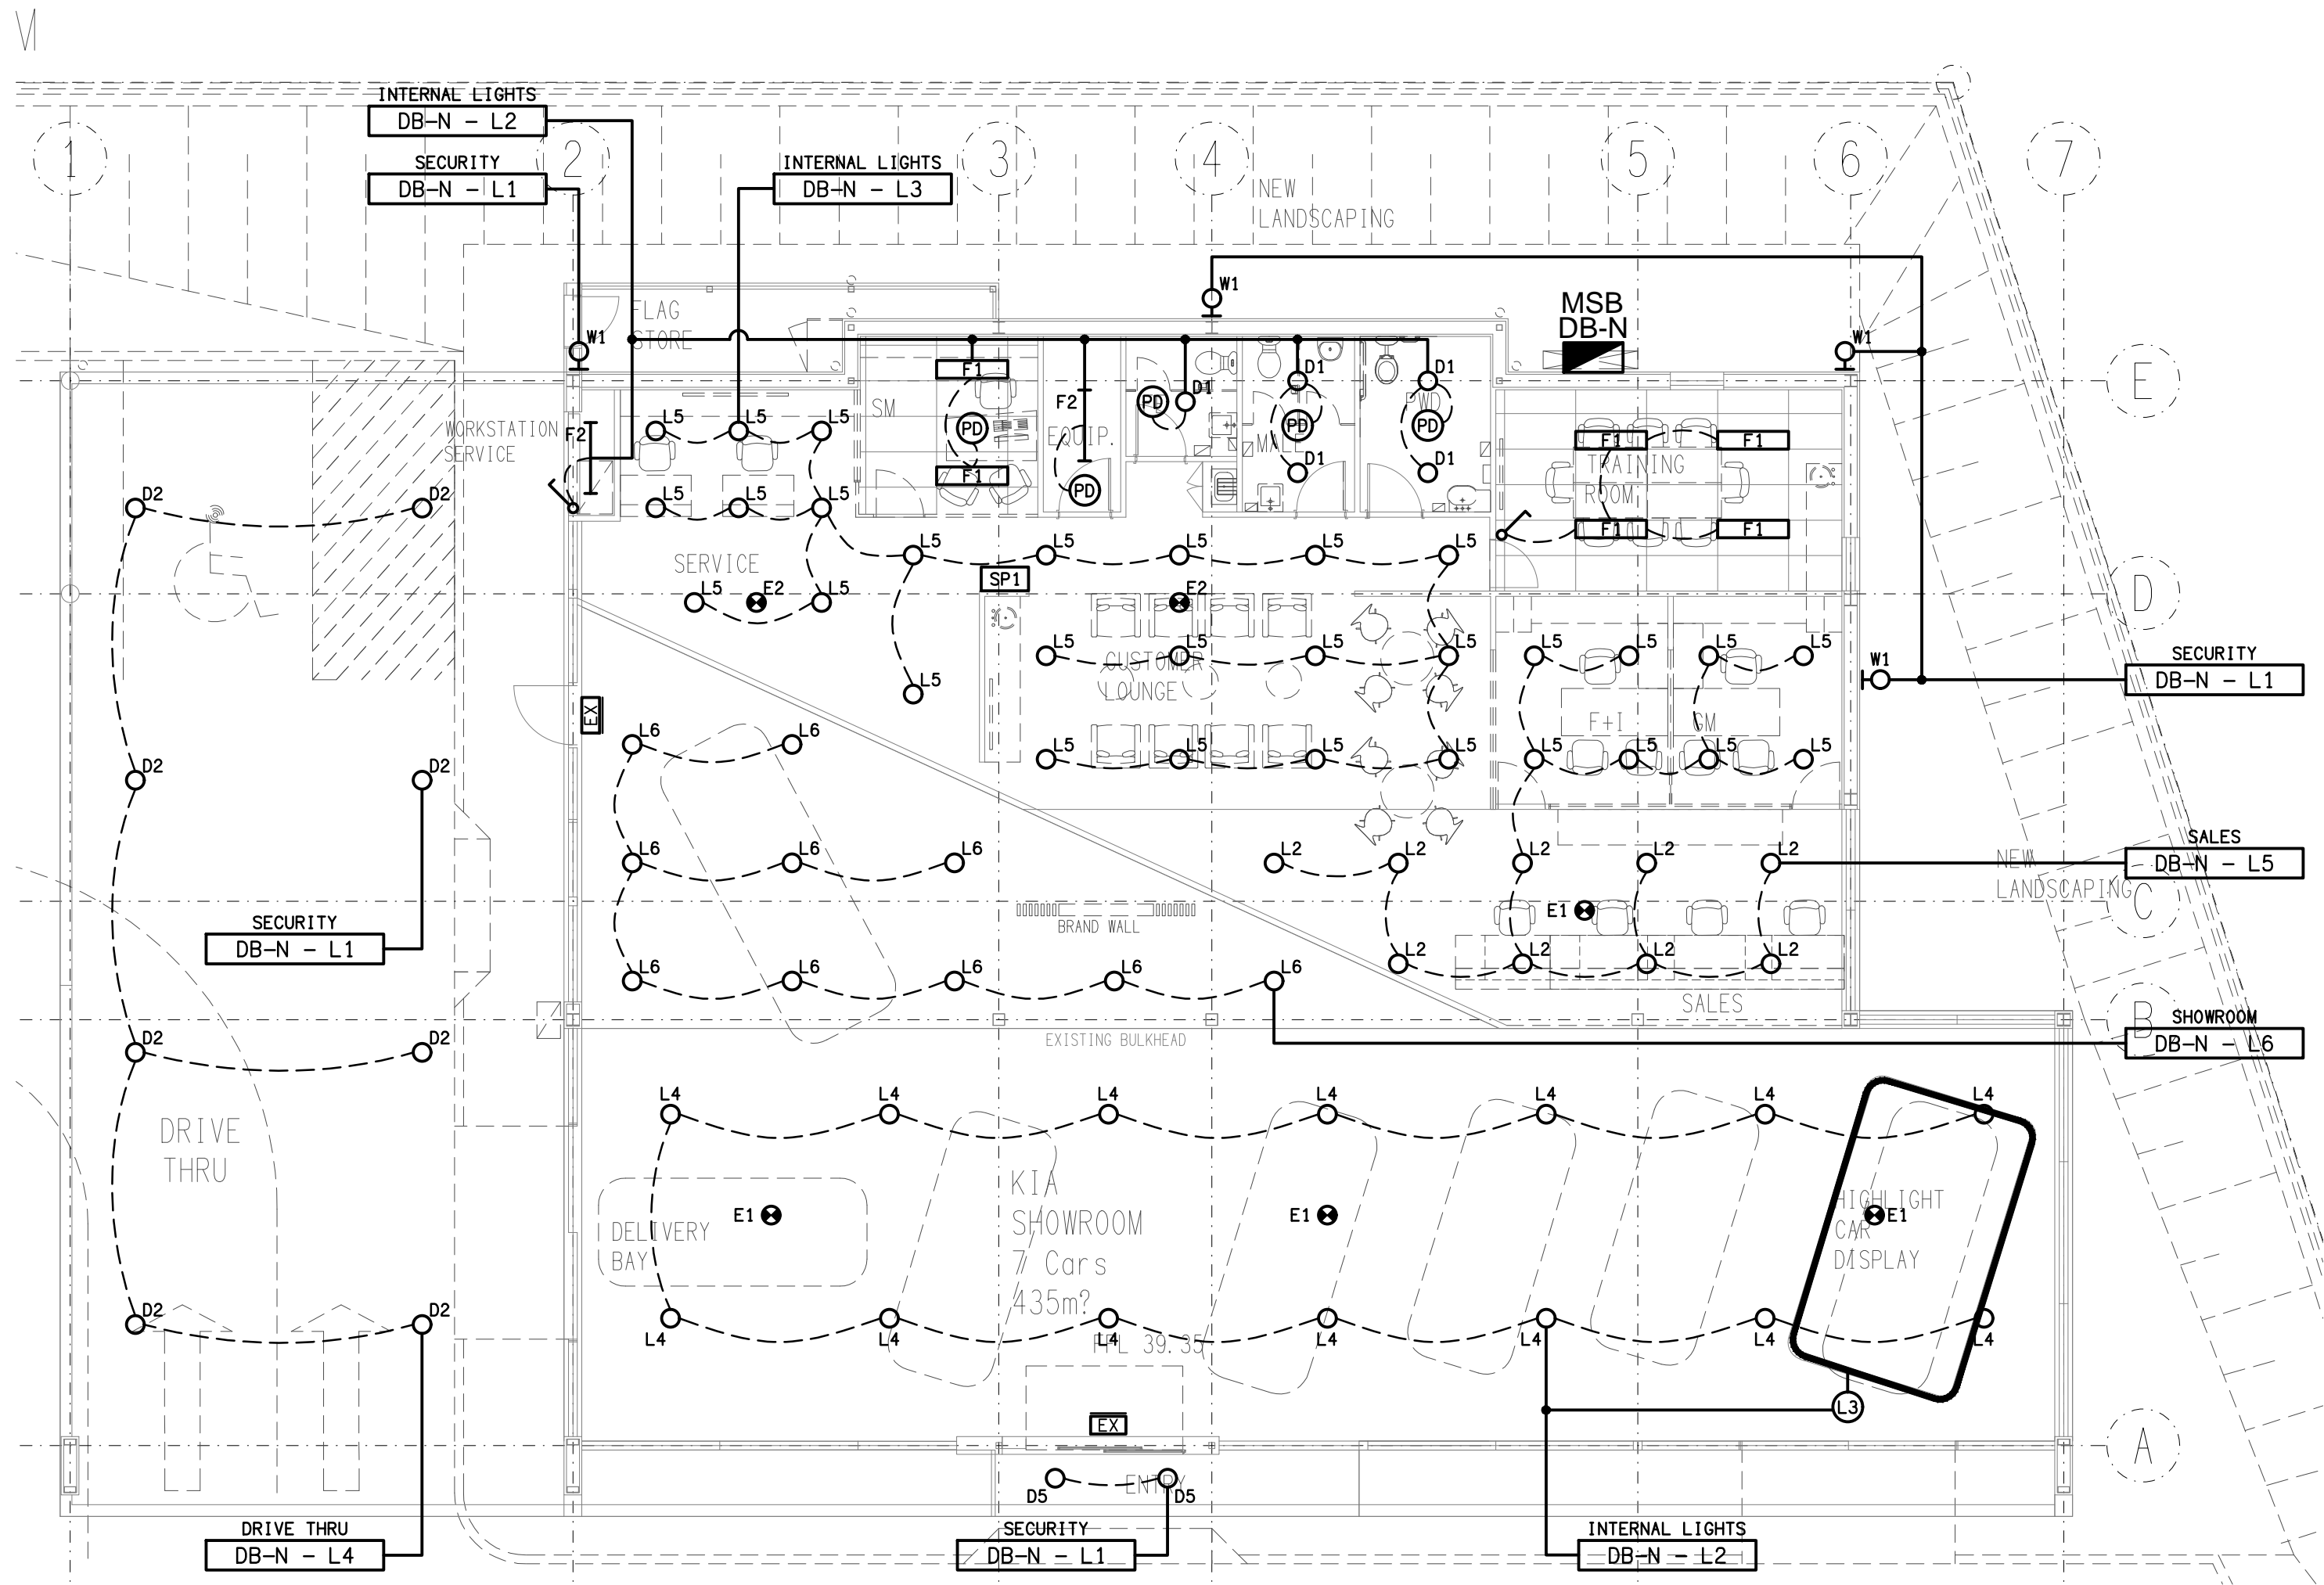 INTERNAL LIGHTS
DB-N - L2
SECURITY
DB-N - L1
INTERNAL LIGHTS
DB-N - L3
1
2
3
4
5
6
7
NEW
LANDSCAPING
W1
MSB
DB-N
FLAG
STORE
W1
W1
E
F1
D1
D1
D1
SM
F2
PD
PD
PWD
PD
PD
EQUIP.
MALE
WORKSTATION
SERVICE
F2
L5
L5
L5
F1
F1
TRAINING
ROOM
F1
D1
D1
PD
D2
D2
L5
L5
L5
F1
F1
SERVICE
L5
L5
L5
L5
L5
SP1
L5
E2
L5
E2
D
L5
L5
L5
L5
L5
L5
L5
L5
CUSTOMER
LOUNGE
L5
W1
SECURITY
DB-N - L1
EX
F+I
GM
L6
L6
L5
L5
L5
L5
L5
L5
L5
L5
D2
D2
L6
L6
L6
L2
L2
L2
L2
L2
SALES
DB-N - L5
NEW
LANDSCAPING
C
SECURITY
DB-N - L1
BRAND WALL
E1
L6
L6
L6
L6
L6
L2
L2
L2
L2
SALES
B
SHOWROOM
DB-N - L6
EXISTING BULKHEAD
D2
D2
L4
L4
L4
L4
L4
L4
L4
DRIVE
THRU
KIA
SHOWROOM
7 Cars
435m?
FFL 39.35
DELIVERY
BAY
E1
E1
HIGHLIGHT
CAR
DISPLAY
E1
D2
D2
L4
L4
L4
L4
L4
L4
L4
L3
EX
A
ENTRY
D5
D5
DRIVE THRU
DB-N - L4
SECURITY
DB-N - L1
INTERNAL LIGHTS
DB-N - L2